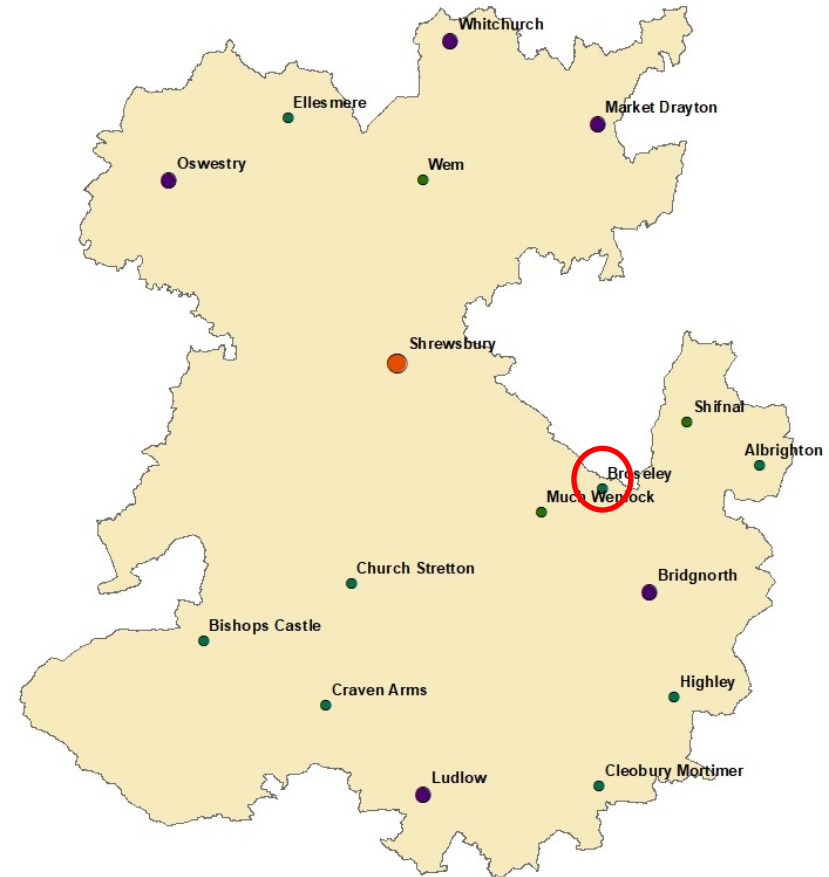 Whitchurch
Ellesmere
Market Drayton
Oswestry
Wem
Shrewsbury
Shifnal
Albrighton
Broseley
Much Wenlock
Church Stretton
Bridgnorth
Bishops Castle
Craven Arms
Highley
Ludlow
Cleobury Mortimer